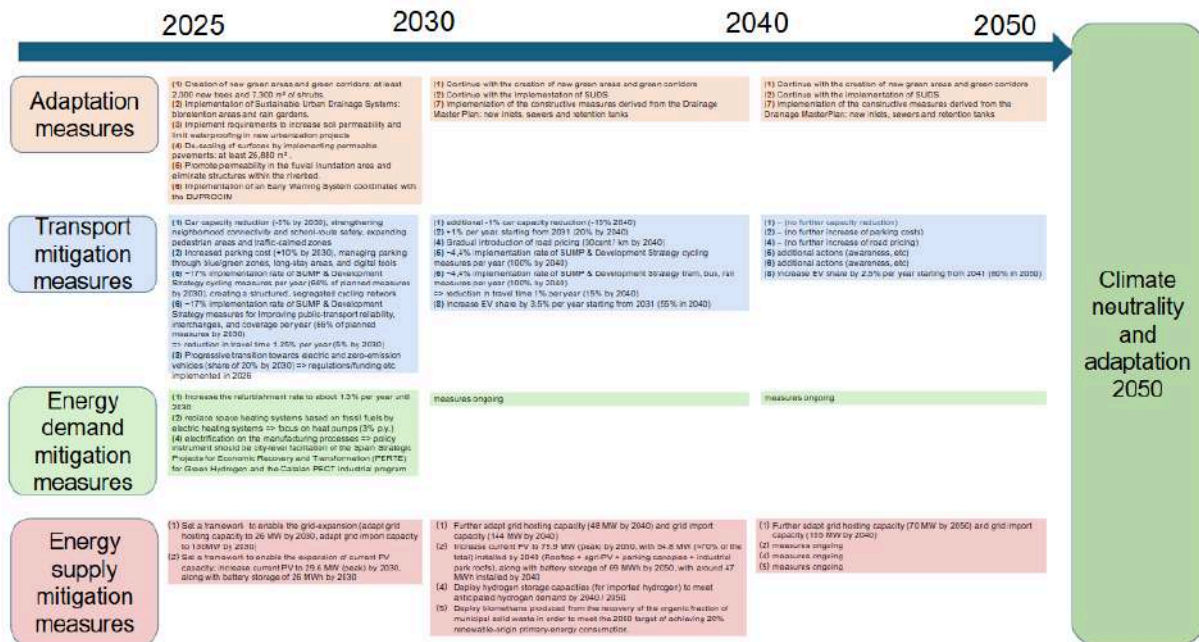 2025
2030
2040
2050
Adaptation
measures
(1) Creation of new green areas and green corridors: at least
2,000 new trees and 7,300 m² of shrubs.
(2) Implementation of Sustainable Urban Drainage Systems:
bioretention areas and rain gardens.
(3) Implement requirements to increase soil permeability and
limit waterproofing in new urbanization projects
(4) De-sealing of surfaces by implementing permeable
pavements: at least 26,880 m².
(5) Promote permeability in the fluvial inundation area and
eliminate structures within the riverbed.
(6) Implementation of an Early Warning System coordinates with
the DUPROCIM
(1) Continue with the creation of new green areas and green corridors
(2) Continue with the implementation of SUDS
(7) Implementation of the constructive measures derived from the Drainage
Master Plan: new inlets, sewers and retention tanks
(1) Continue with the creation of new green areas and green corridors
(2) Continue with the implementation of SUDS
(7) Implementation of the constructive measures derived from the
Drainage MasterPlan: new inlets, sewers and retention tanks
Transport
mitigation
measures
(1) Car capacity reduction (-5% by 2030), strengthening
neighborhood connectivity and school-route safety, expanding
pedestrian areas and traffic-calmed zones
(2) Increased parking cost (+10% by 2030), managing parking
through blue/green zones, long-stay areas, and digital tools
(5) ~17% implementation rate of SUMP & Development
Strategy cycling measures per year (66% of planned measures
by 2030), creating a structured, segregated cycling network
(6) ~17% implementation rate of SUMP & Development
Strategy measures for improving public-transport reliability,
interchanges, and coverage per year (66% of planned
measures by 2030)
=> reduction in travel time 1.25% per year (5% by 2030)
Progressive transition towards electric and zero-emission
vehicles (share of 20% by 2030) => regulations/funding etc
implemented in 2026
(1) additional -1% car capacity reduction (-15% 2040)
(2) +1% per year, starting from 2031 (20% by 2040)
(4) Gradual introduction of road pricing (30cent / km by 2040)
(5) ~4,4% implementation rate of SUMP & Development Strategy cycling
measures per year (100% by 2040)
(6) ~4,4% implementation rate of SUMP & Development Strategy tram, bus, rail
measures per year (100% by 2040)
=> reduction in travel time 1% per year (15% by 2040)
(8) Increase EV share by 3.5% per year starting from 2031 (55% in 2040)
(1) – (no further capacity reduction)
(2) – (no further increase of parking costs)
(4) – (no further increase of road pricing)
(5) additional actions (awareness, etc)
(6) additional actions (awareness, etc)
(8) Increase EV share by 2.5% per year starting from 2041 (80% in 2050)
Energy
demand
mitigation
measures
(1) Increase the refurbishment rate to about 1.3% per year until
2030
replace space heating systems based on fossil fuels by
electric heating systems => focus on heat pumps (3% p.y.)
(4) electrification on the manufacturing processes => policy
instrument should be city-level facilitation of the Spain Strategic
Projects for Economic Recovery and Transformation (PERTE)
for Green Hydrogen and the Catalan PECT industrial program
measures ongoing
measures ongoing
Energy
supply
mitigation
measures
(1) Set a framework to enable the grid-expansion (adapt grid
hosting capacity to 26 MW by 2030, adapt grid import capacity
to by 2030)
(2) Set a framework to enable the expansion of current PV
capacity: increase current PV to 29.6 MW (peak) by 2030,
along with battery storage of 26 MWh by 2030
(1) Further adapt grid hosting capacity (48 MW by 2040) and grid import
capacity (144 MW by 2040)
(2) Increase current PV to 79.9 MW (peak) by 2050, with 54.8 MW (≈70% of the
total) installed by 2040 (Rooftop + agri-PV + parking canopies + industrial
park roofs), along with battery storage of 69 MWh by 2050, with around 47
MWh installed by 2040
(4) Deploy hydrogen storage capacities (for imported hydrogen) to meet
anticipated hydrogen demand by 2040 / 2050.
(5) Deploy biomethane produced from the recovery of the organic fraction of
municipal solid waste in order to meet the 2050 target of achieving 20%
renewable-origin primary-energy consumption.
(1) Further adapt grid hosting capacity (70 MW by 2050) and grid import
capacity (155 MW by 2040)
(2) measures ongoing
(4) measures ongoing
(5) measures ongoing
Climate
neutrality
and
adaptation
2050